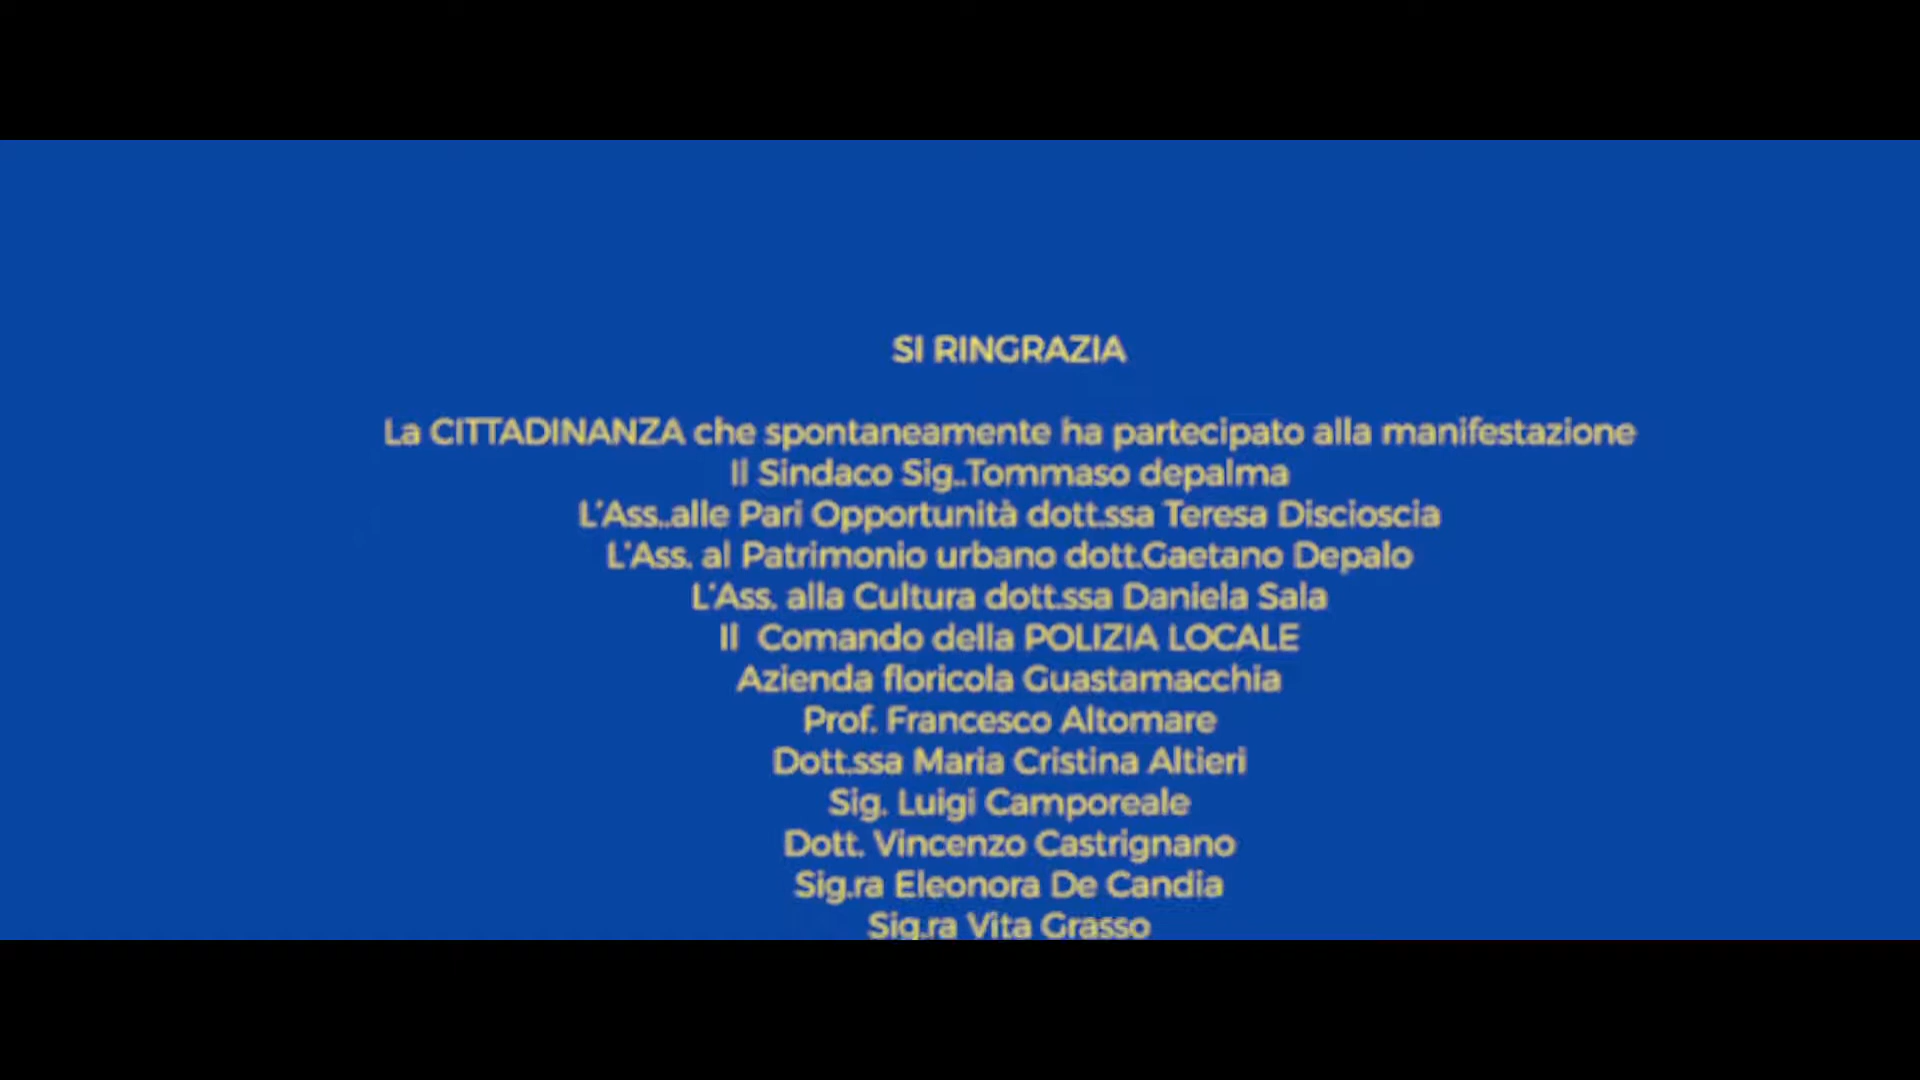 SI RINGRAZIA
La CITTADINANZA che spontaneamente ha partecipato alla manifestazione
Il Sindaco Sig..Tommaso depalma
L'Ass..alle Pari Opportunità dott.ssa Teresa Discioscia
L'Ass. al Patrimonio urbano dott.Gaetano Depalo
L'Ass. alla Cultura dott.ssa Daniela Sala
Il  Comando della POLIZIA LOCALE
Azienda floricola Guastamacchia
Prof. Francesco Altomare
Dott.ssa Maria Cristina Altieri
Sig. Luigi Camporeale
Dott. Vincenzo Castrignano
Sig.ra Eleonora De Candia
Sig.ra Vita Grasso